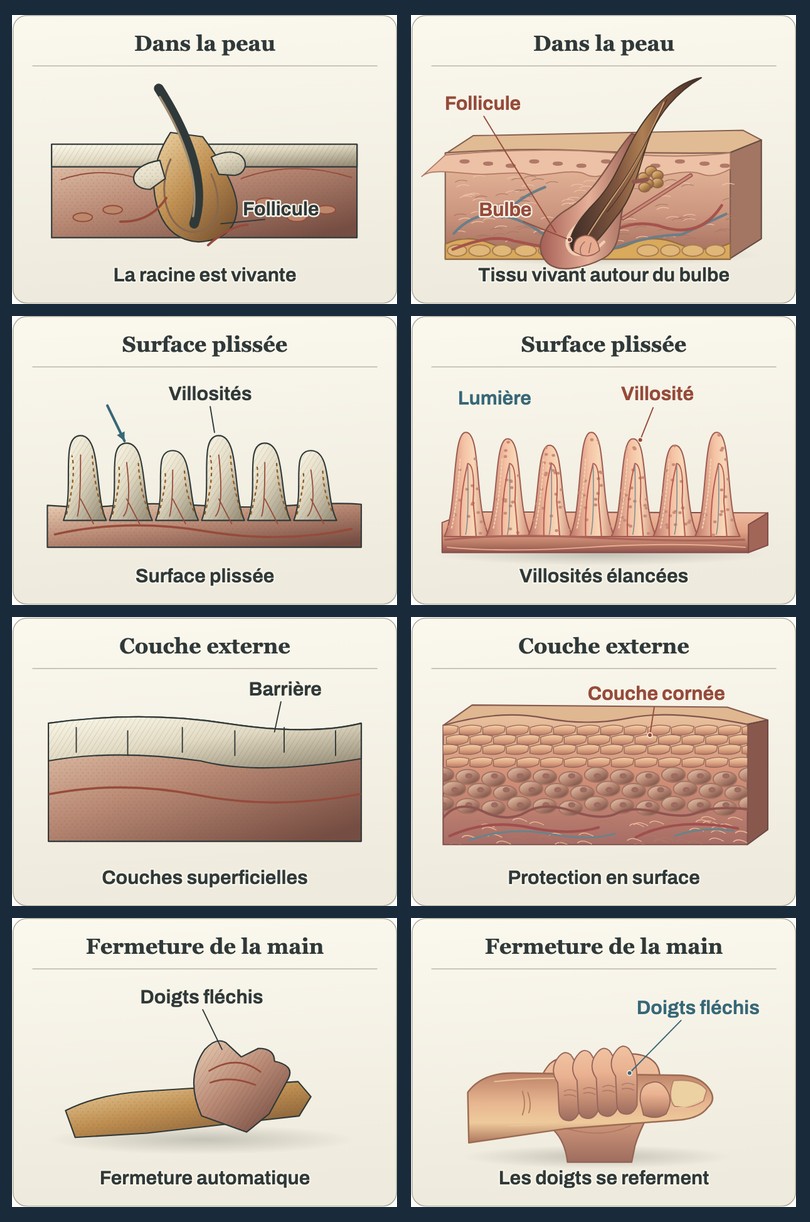 Dans la peau
Follicule
La racine est vivante
Dans la peau
Follicule
Bulbe
Tissu vivant autour du bulbe
Surface plissée
Villosités
Surface plissée
Surface plissée
Lumière
Villosité
Villosités élancées
Couche externe
Barrière
Couches superficielles
Couche externe
Couche cornée
Protection en surface
Fermeture de la main
Doigts fléchis
Fermeture automatique
Fermeture de la main
Doigts fléchis
Les doigts se referment